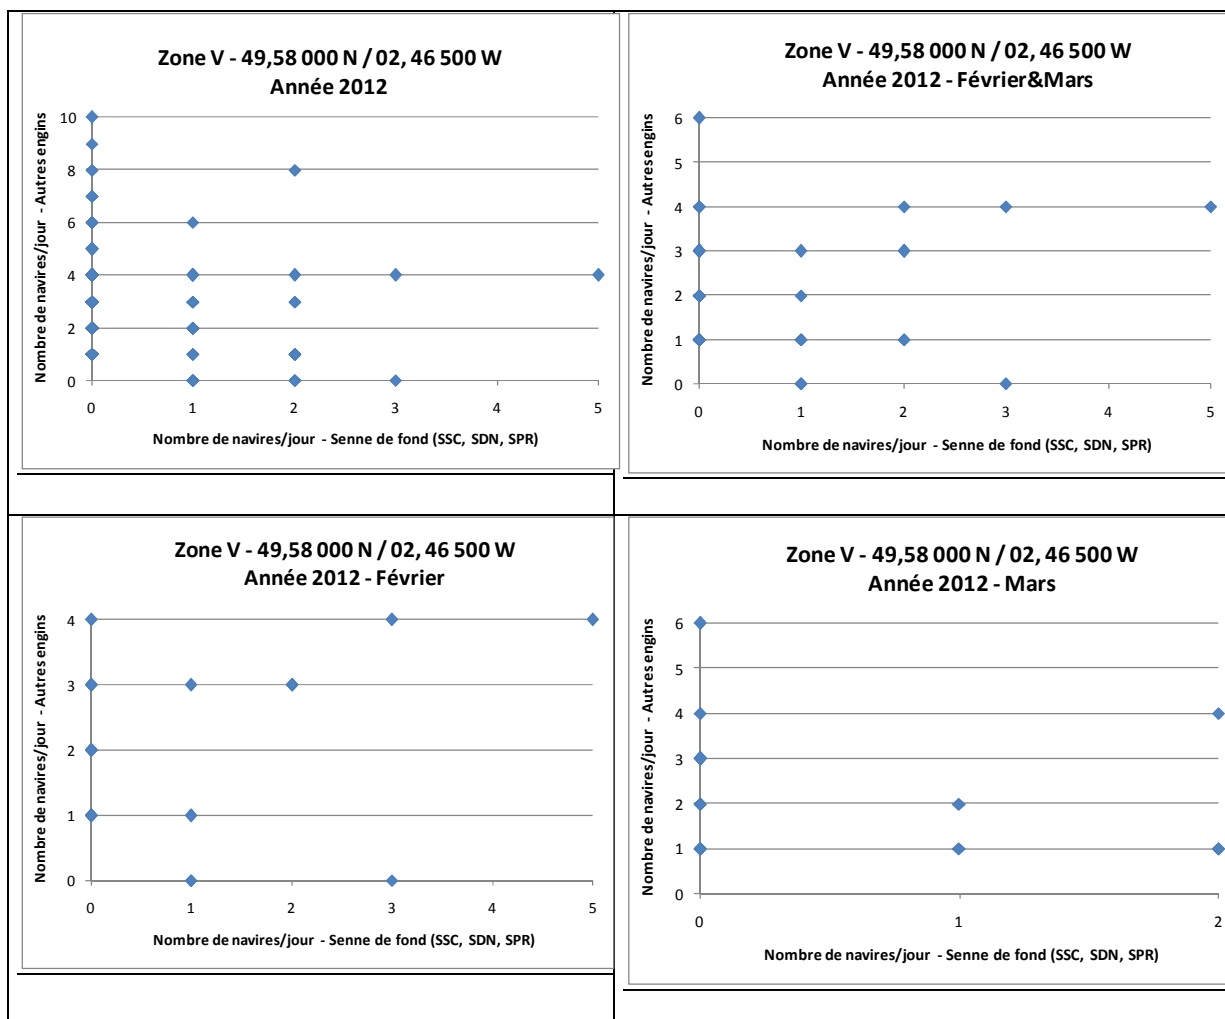 Zone V - 49,58 000 N / 02, 46 500 W
Année 2012
Nombre de navires/jour - Autres engins
10
8
6
4
2
0
0 1 2 3 4 5
Nombre de navires/jour - Senne de fond (SSC, SDN, SPR)
Zone V - 49,58 000 N / 02, 46 500 W
Année 2012 - Février&Mars
Nombre de navires/jour - Autres engins
6
5
4
3
2
1
0
0 1 2 3 4 5
Nombre de navires/jour - Senne de fond (SSC, SDN, SPR)
Zone V - 49,58 000 N / 02, 46 500 W
Année 2012 - Février
Nombre de navires/jour - Autres engins
4
3
2
1
0
0 1 2 3 4 5
Nombre de navires/jour - Senne de fond (SSC, SDN, SPR)
Zone V - 49,58 000 N / 02, 46 500 W
Année 2012 - Mars
Nombre de navires/jour - Autres engins
6
5
4
3
2
1
0
0 1 2
Nombre de navires/jour - Senne de fond (SSC, SDN, SPR)